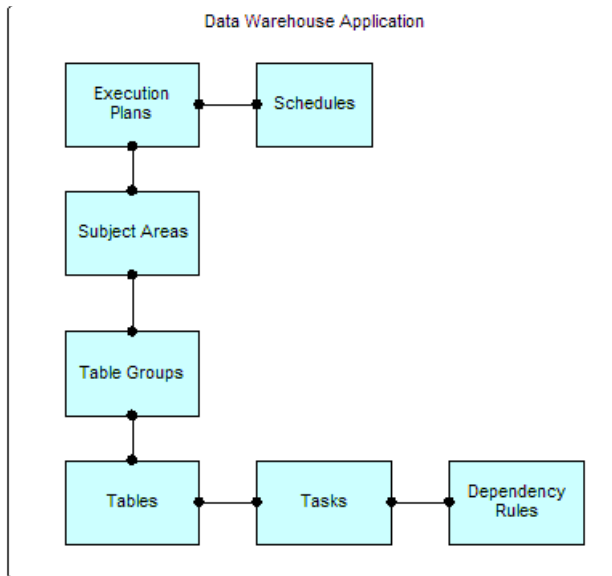 Data Warehouse Application
Execution
Plans
Schedules
Subject Areas
Table Groups
Tables
Tasks
Dependency
Rules